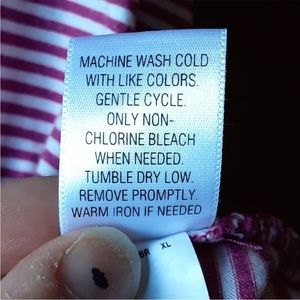 MACHINE WASH COLD
WITH LIKE COLORS.
GENTLE CYCLE.
ONLY NON-
CHLORINE BLEACH
WHEN NEEDED.
TUMBLE DRY LOW.
REMOVE PROMPTLY.
WARM IRON IF NEEDED
BR XL